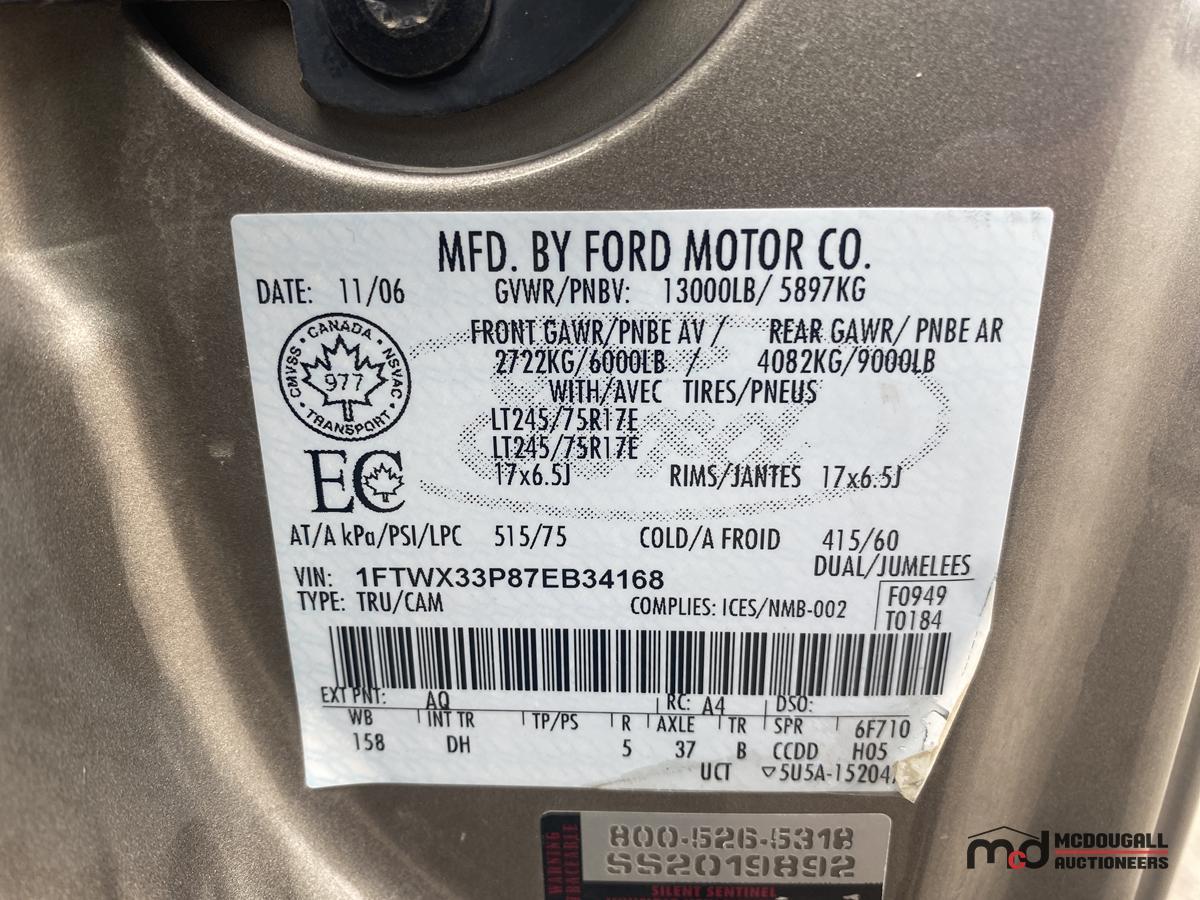 MFD. BY FORD MOTOR CO.
DATE: 11/06 GVWR/PNBV: 13000LB/ 5897KG
FRONT GAWR/PNBE AV / REAR GAWR/ PNBE AR
2722KG/6000LB / 4082KG/9000LB
WITH/AVEC TIRES/PNEUS
LT245/75R17E
LT245/75R17E
17x6.5J RIMS/JANTES 17x6.5J
CMVSS • CANADA • NSVAC • TRANSPORT •
977
EC
AT/A kPa/PSI/LPC 515/75 COLD/A FROID 415/60
DUAL/JUMELEES
VIN: 1FTWX33P87EB34168
TYPE: TRU/CAM COMPLIES: ICES/NMB-002
F0949
T0184
EXT PNT: AQ RC: A4 DSO:
WB INT TR TP/PS R AXLE TR SPR 6F710
158 DH 5 37 B CCDD H05
UCT ▽5U5A-15204
WARNING
800-526-5318
SS2019892
SILENT SENTINEL
mcd MCDOUGALL
AUCTIONEERS